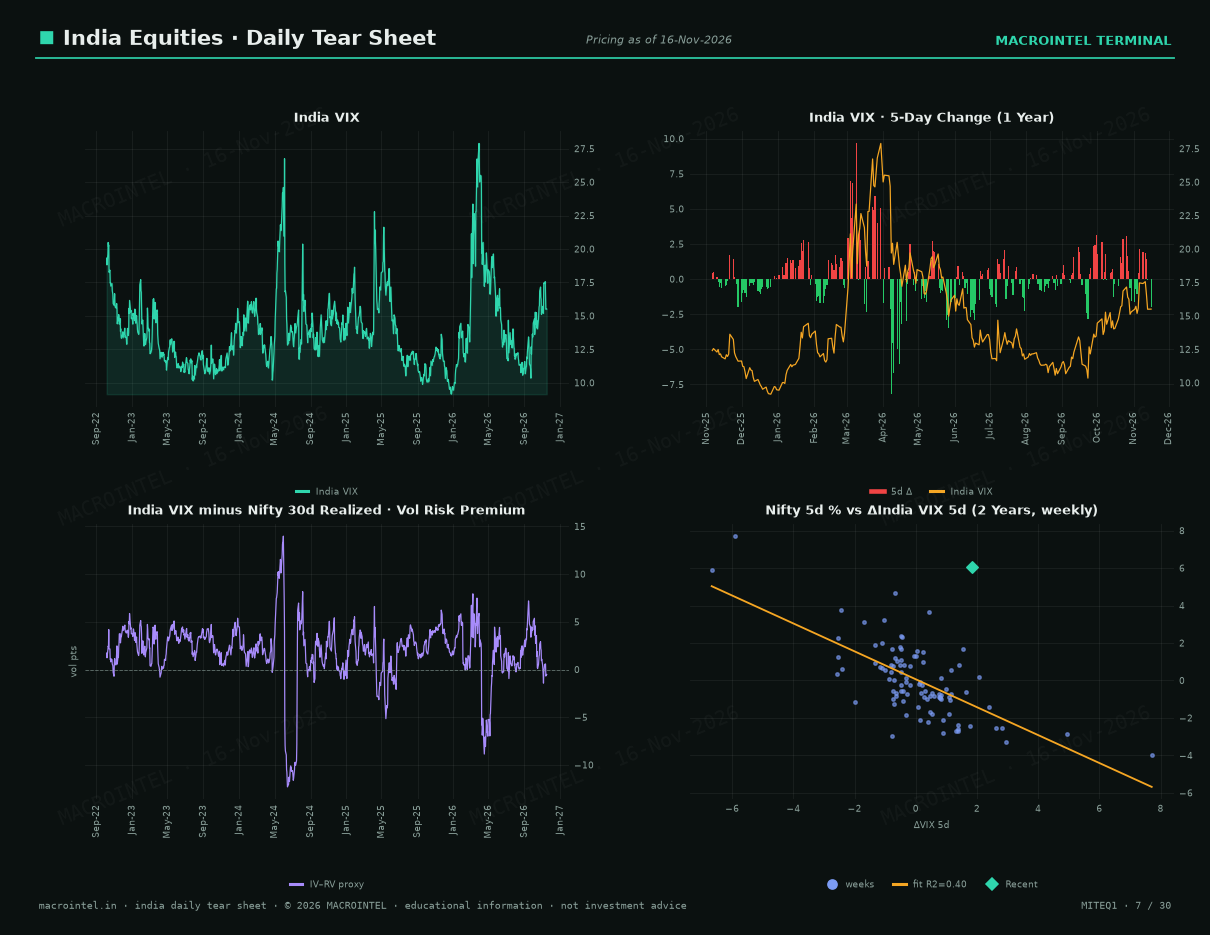 India Equities · Daily Tear Sheet
Pricing as of 16-Nov-2026
MACROINTEL TERMINAL
India VIX
27.5
25.0
22.5
20.0
17.5
15.0
12.5
10.0
Sep-22 Jan-23 May-23 Sep-23 Jan-24 May-24 Sep-24 Jan-25 May-25 Sep-25 Jan-26 May-26 Sep-26 Jan-27
India VIX
India VIX · 5-Day Change (1 Year)
10.0
7.5
5.0
2.5
0.0
−2.5
−5.0
−7.5
27.5
25.0
22.5
20.0
17.5
15.0
12.5
10.0
Nov-25 Dec-25 Jan-26 Feb-26 Mar-26 Apr-26 May-26 Jun-26 Jul-26 Aug-26 Sep-26 Oct-26 Nov-26 Dec-26
5d Δ India VIX
India VIX minus Nifty 30d Realized · Vol Risk Premium
vol pts
15
10
5
0
−5
−10
Sep-22 Jan-23 May-23 Sep-23 Jan-24 May-24 Sep-24 Jan-25 May-25 Sep-25 Jan-26 May-26 Sep-26 Jan-27
IV–RV proxy
Nifty 5d % vs ΔIndia VIX 5d (2 Years, weekly)
8
6
4
2
0
−2
−4
−6
−6 −4 −2 0 2 4 6 8
ΔVIX 5d
weeks fit R2=0.40 Recent
MACROINTEL · 16-Nov-2026
macrointel.in · india daily tear sheet · © 2026 MACROINTEL · educational information · not investment advice
MITEQ1 · 7 / 30